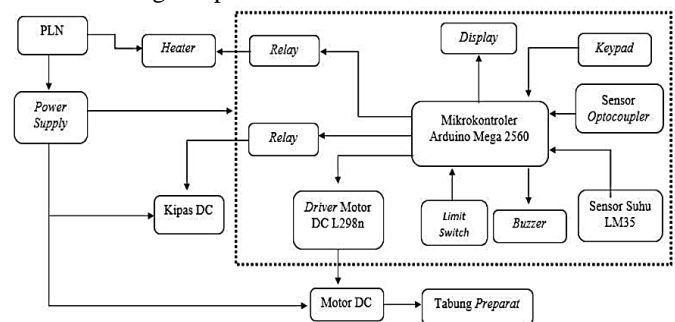 PLN
Heater
Relay
Display
Keypad
Power
Supply
Mikrokontroler
Arduino Mega 2560
Sensor
Optocoupler
Relay
Kipas DC
Driver Motor
DC L298n
Limit
Switch
Buzzer
Sensor Suhu
LM35
Motor DC
Tabung Preparat